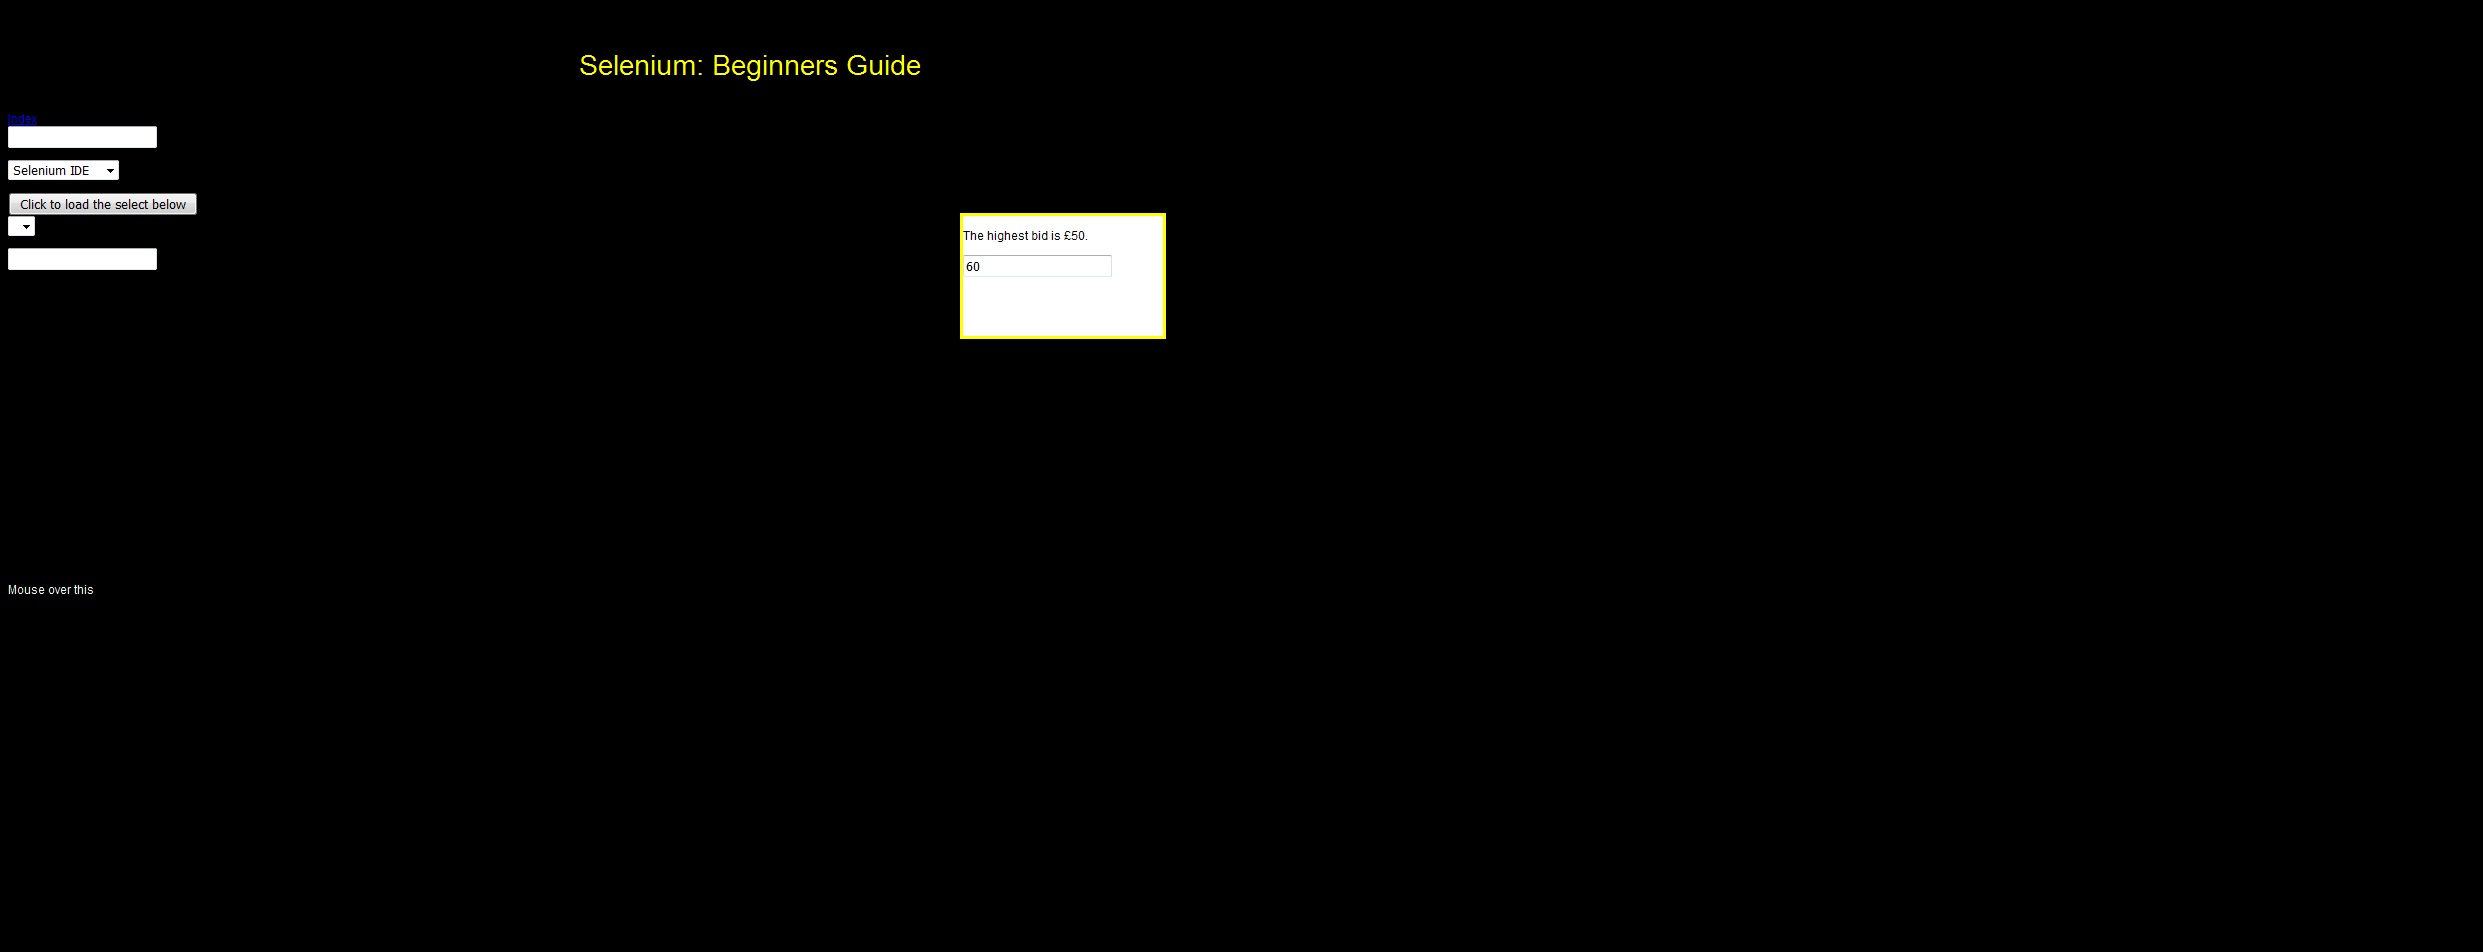 Selenium: Beginners Guide
Index
Selenium IDE
Click to load the select below
The highest bid is £50.
60
Mouse over this